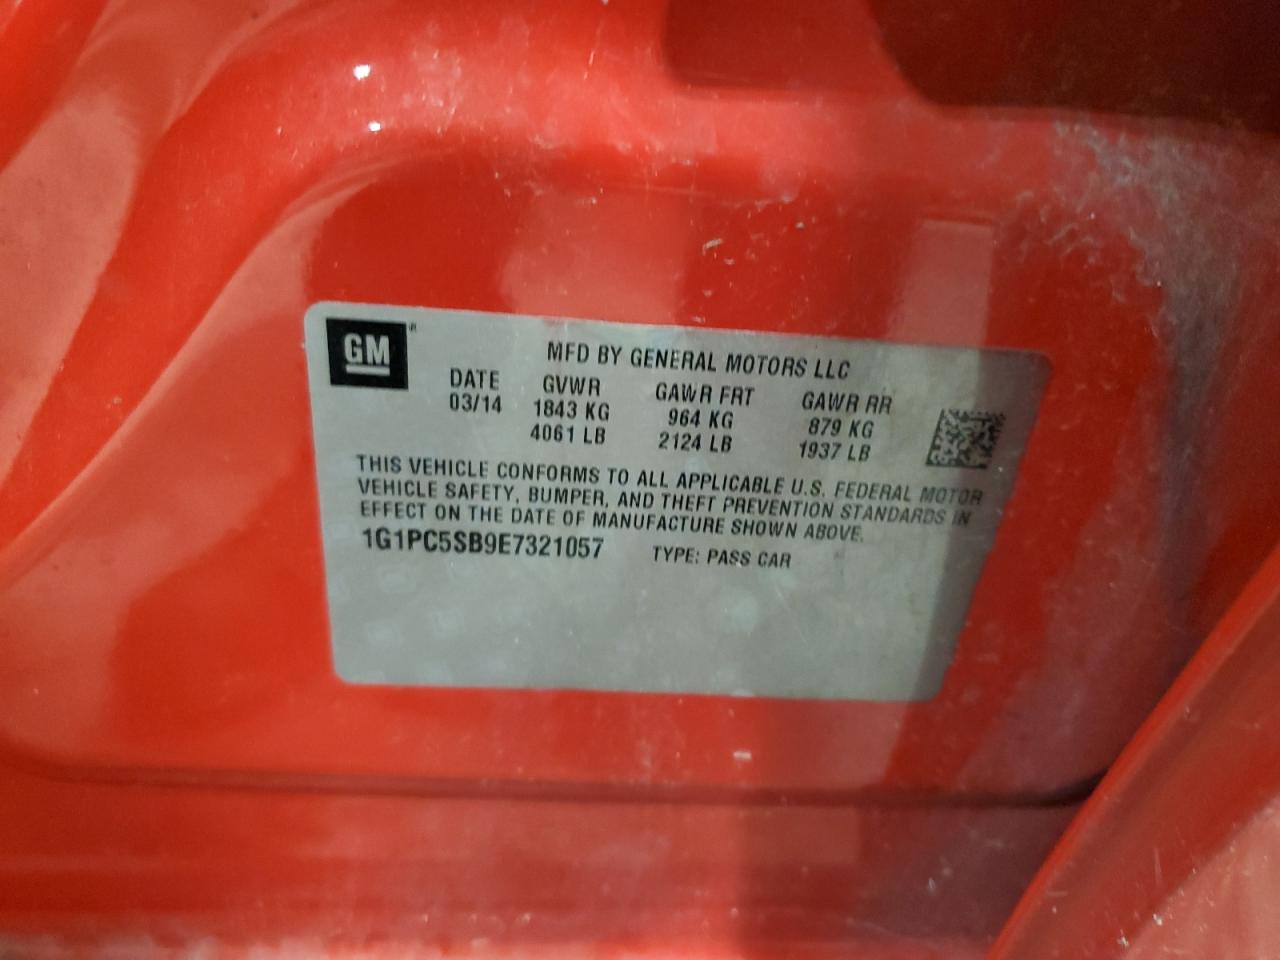 GM
MFD BY GENERAL MOTORS LLC
DATE GVWR GAWR FRT GAWR RR
03/14 1843 KG 964 KG 879 KG
4061 LB 2124 LB 1937 LB
THIS VEHICLE CONFORMS TO ALL APPLICABLE U.S. FEDERAL MOTOR
VEHICLE SAFETY, BUMPER, AND THEFT PREVENTION STANDARDS IN
EFFECT ON THE DATE OF MANUFACTURE SHOWN ABOVE.
1G1PC5SB9E7321057 TYPE: PASS CAR